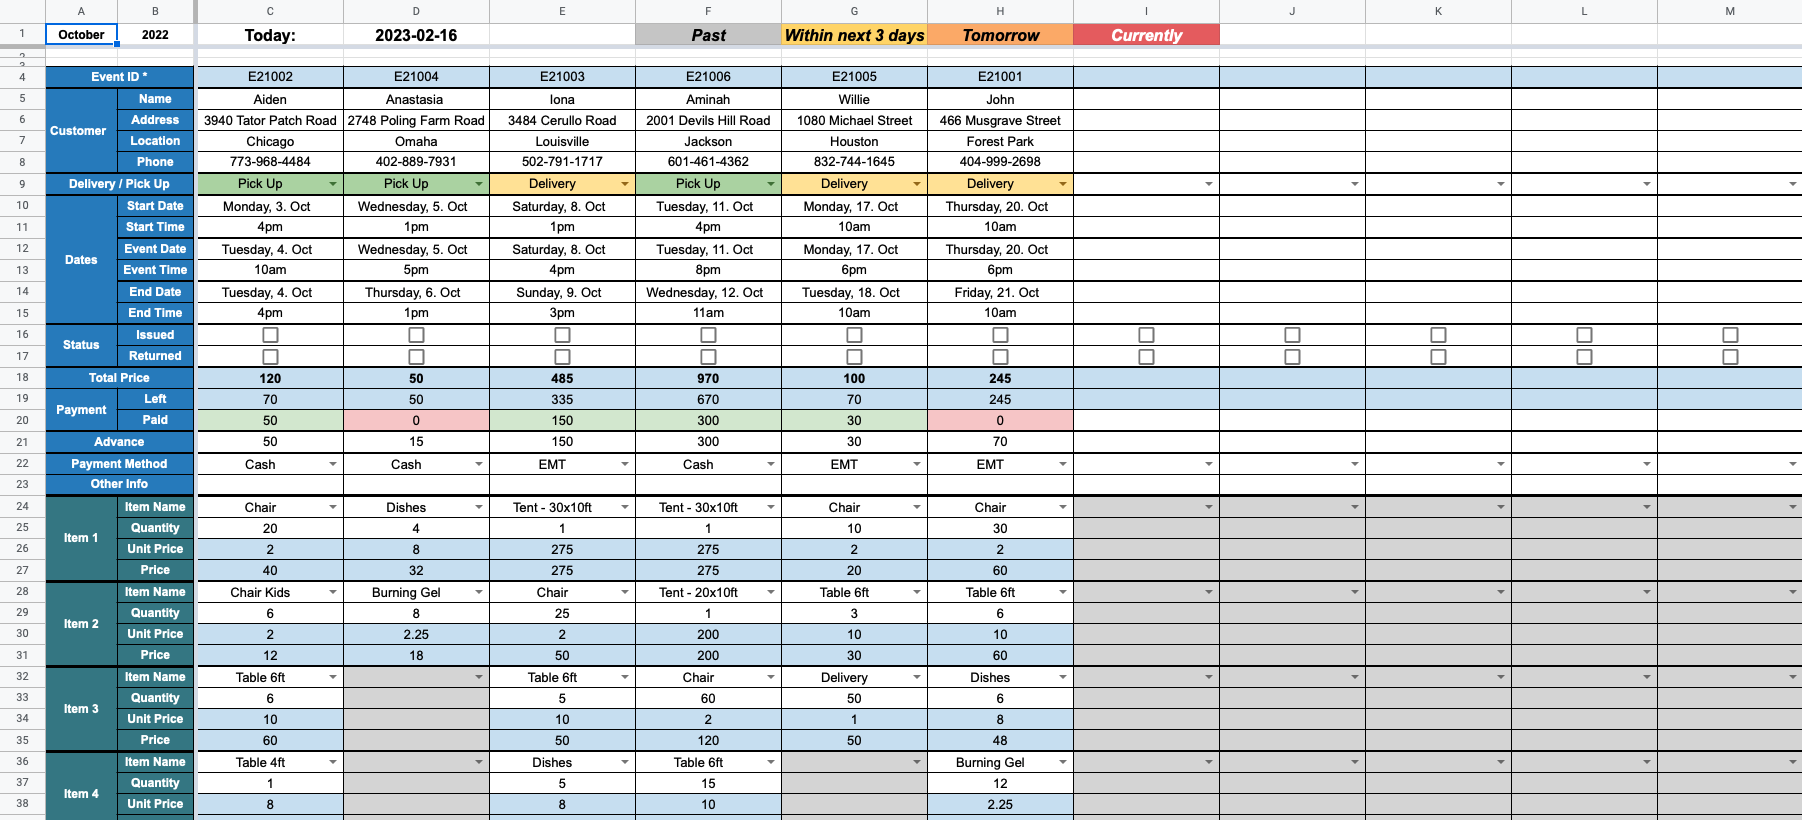 A B C D E F G H I J K L M
1 October 2022 Today: 2023-02-16 Past Within next 3 days Tomorrow Currently
4 Event ID * E21002 E21004 E21003 E21006 E21005 E21001
5 Name Aiden Anastasia Iona Aminah Willie John
Customer
6 Address 3940 Tator Patch Road 2748 Poling Farm Road 3484 Cerullo Road 2001 Devils Hill Road 1080 Michael Street 466 Musgrave Street
7 Location Chicago Omaha Louisville Jackson Houston Forest Park
8 Phone 773-968-4484 402-889-7931 502-791-1717 601-461-4362 832-744-1645 404-999-2698
9 Delivery / Pick Up Pick Up Pick Up Delivery Pick Up Delivery Delivery
10 Start Date Monday, 3. Oct Wednesday, 5. Oct Saturday, 8. Oct Tuesday, 11. Oct Monday, 17. Oct Thursday, 20. Oct
11 Start Time 4pm 1pm 1pm 4pm 10am 10am
12 Event Date Tuesday, 4. Oct Wednesday, 5. Oct Saturday, 8. Oct Tuesday, 11. Oct Monday, 17. Oct Thursday, 20. Oct
Dates
13 Event Time 10am 5pm 4pm 8pm 6pm 6pm
14 End Date Tuesday, 4. Oct Thursday, 6. Oct Sunday, 9. Oct Wednesday, 12. Oct Tuesday, 18. Oct Friday, 21. Oct
15 End Time 4pm 1pm 3pm 11am 10am 10am
16 Issued
Status
17 Returned
18 Total Price 120 50 485 970 100 245
19 Left 70 50 335 670 70 245
Payment
20 Paid 50 0 150 300 30 0
21 Advance 50 15 150 300 30 70
22 Payment Method Cash Cash EMT Cash EMT EMT
23 Other Info
24 Item Name Chair Dishes Tent - 30x10ft Tent - 30x10ft Chair Chair
25 Quantity 20 4 1 1 10 30
Item 1
26 Unit Price 2 8 275 275 2 2
27 Price 40 32 275 275 20 60
28 Item Name Chair Kids Burning Gel Chair Tent - 20x10ft Table 6ft Table 6ft
29 Quantity 6 8 25 1 3 6
Item 2
30 Unit Price 2 2.25 2 200 10 10
31 Price 12 18 50 200 30 60
32 Item Name Table 6ft Table 6ft Chair Delivery Dishes
33 Quantity 6 5 60 50 6
Item 3
34 Unit Price 10 10 2 1 8
35 Price 60 50 120 50 48
36 Item Name Table 4ft Dishes Table 6ft Burning Gel
37 Quantity 1 5 15 12
Item 4
38 Unit Price 8 8 10 2.25